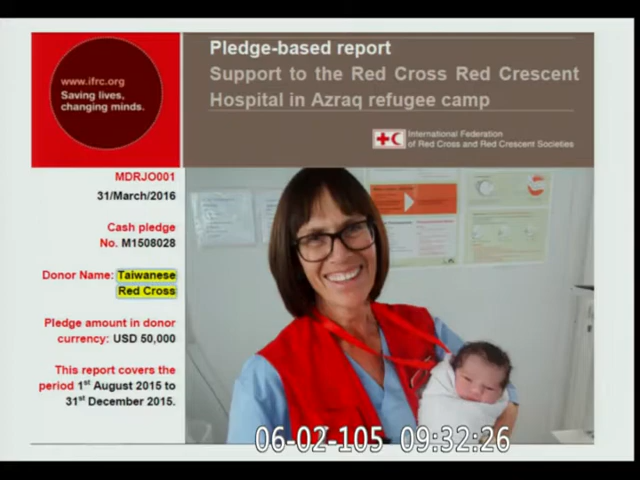 www.ifrc.org
Saving lives,
changing minds.
Pledge-based report
Support to the Red Cross Red Crescent
Hospital in Azraq refugee camp
International Federation
of Red Cross and Red Crescent Societies
MDRJO001
31/March/2016
Cash pledge
No. M1508028
Donor Name: Taiwanese
Red Cross
Pledge amount in donor
currency: USD 50,000
This report covers the
period 1st August 2015 to
31st December 2015.
06-02-105 09:32:26